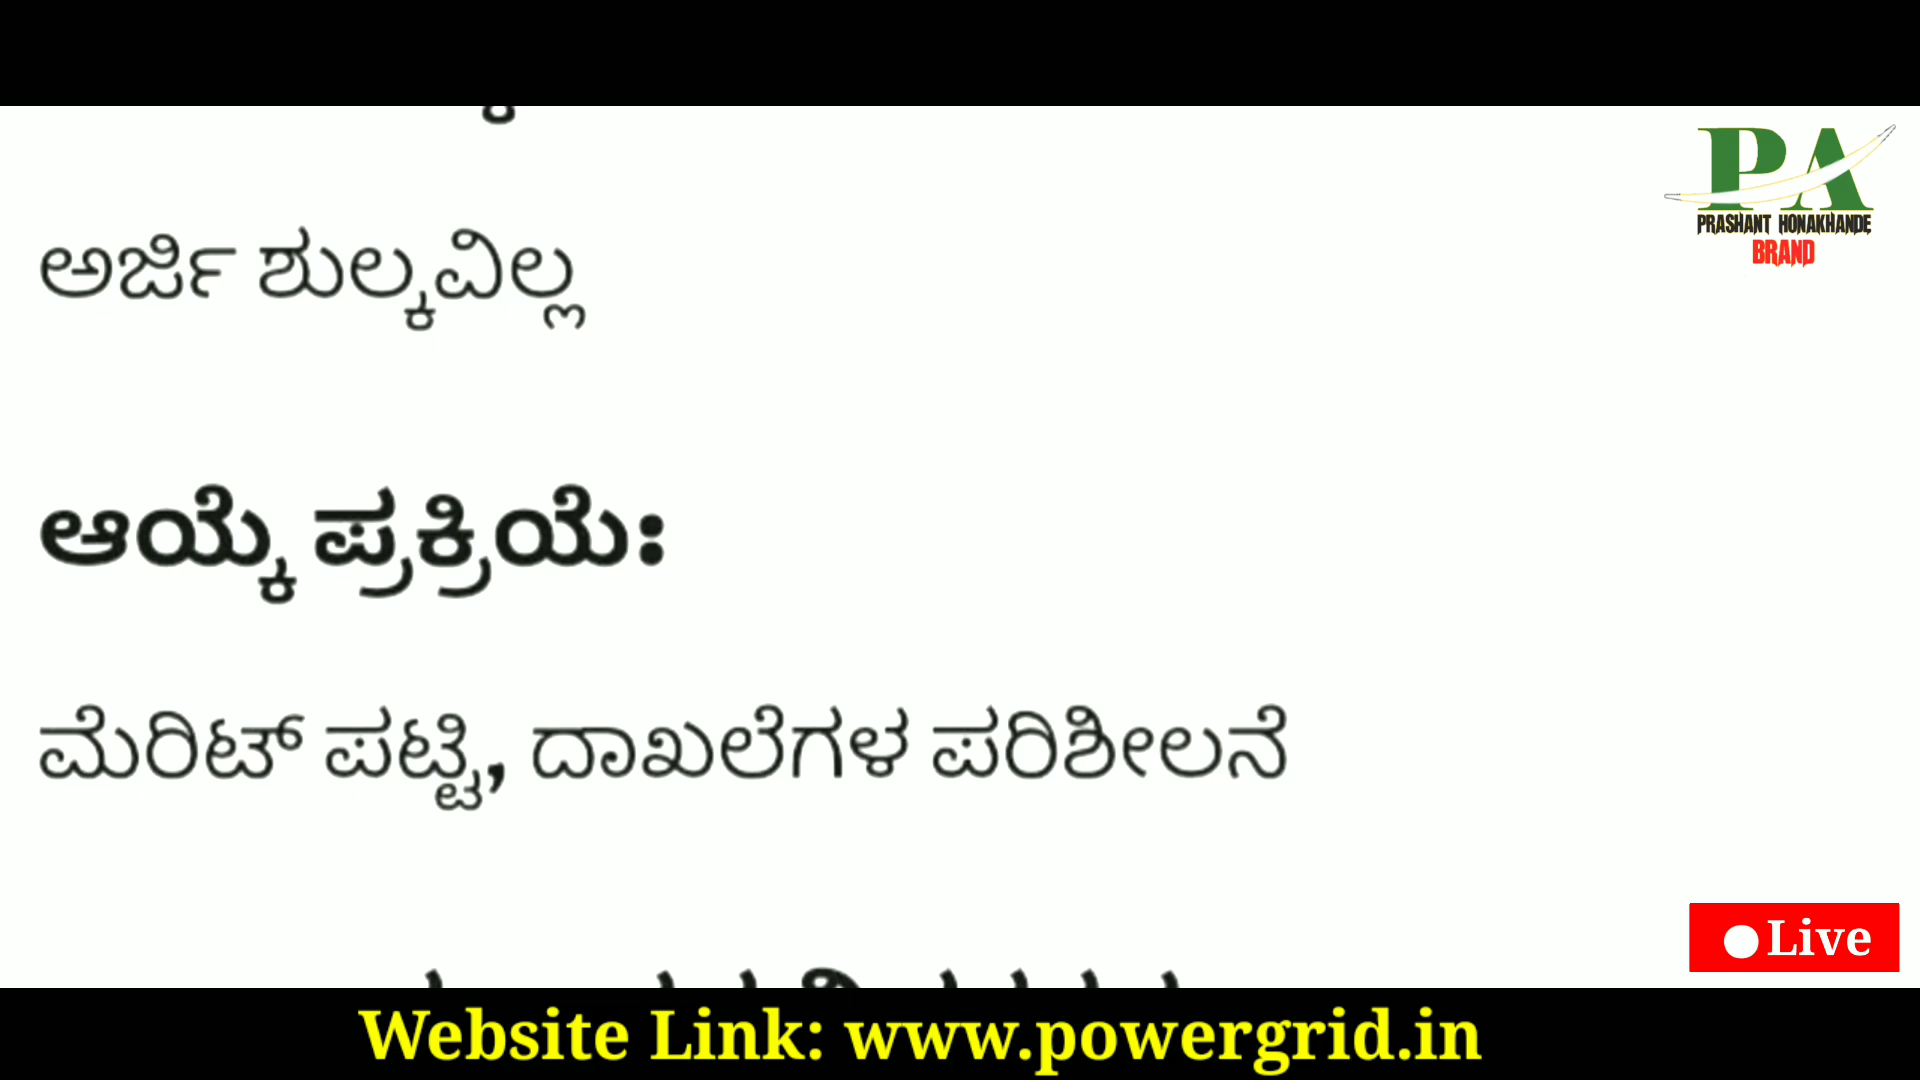 PA
PRASHANT HONAKHANDE
BRAND
ಅರ್ಜಿ ಶುಲ್ಕವಿಲ್ಲ
ಆಯ್ಕೆ ಪ್ರಕ್ರಿಯೆಃ
ಮೆರಿಟ್ ಪಟ್ಟಿ, ದಾಖಲೆಗಳ ಪರಿಶೀಲನೆ
Live
Website Link: www.powergrid.in